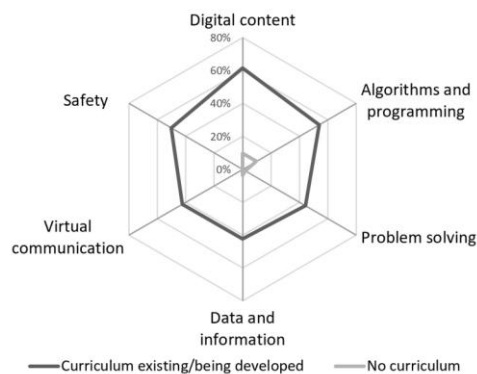 Digital content
80%
60%
40%
20%
0%
Algorithms and
programming
Problem solving
Data and
information
Virtual
communication
Safety
Curriculum existing/being developed
No curriculum